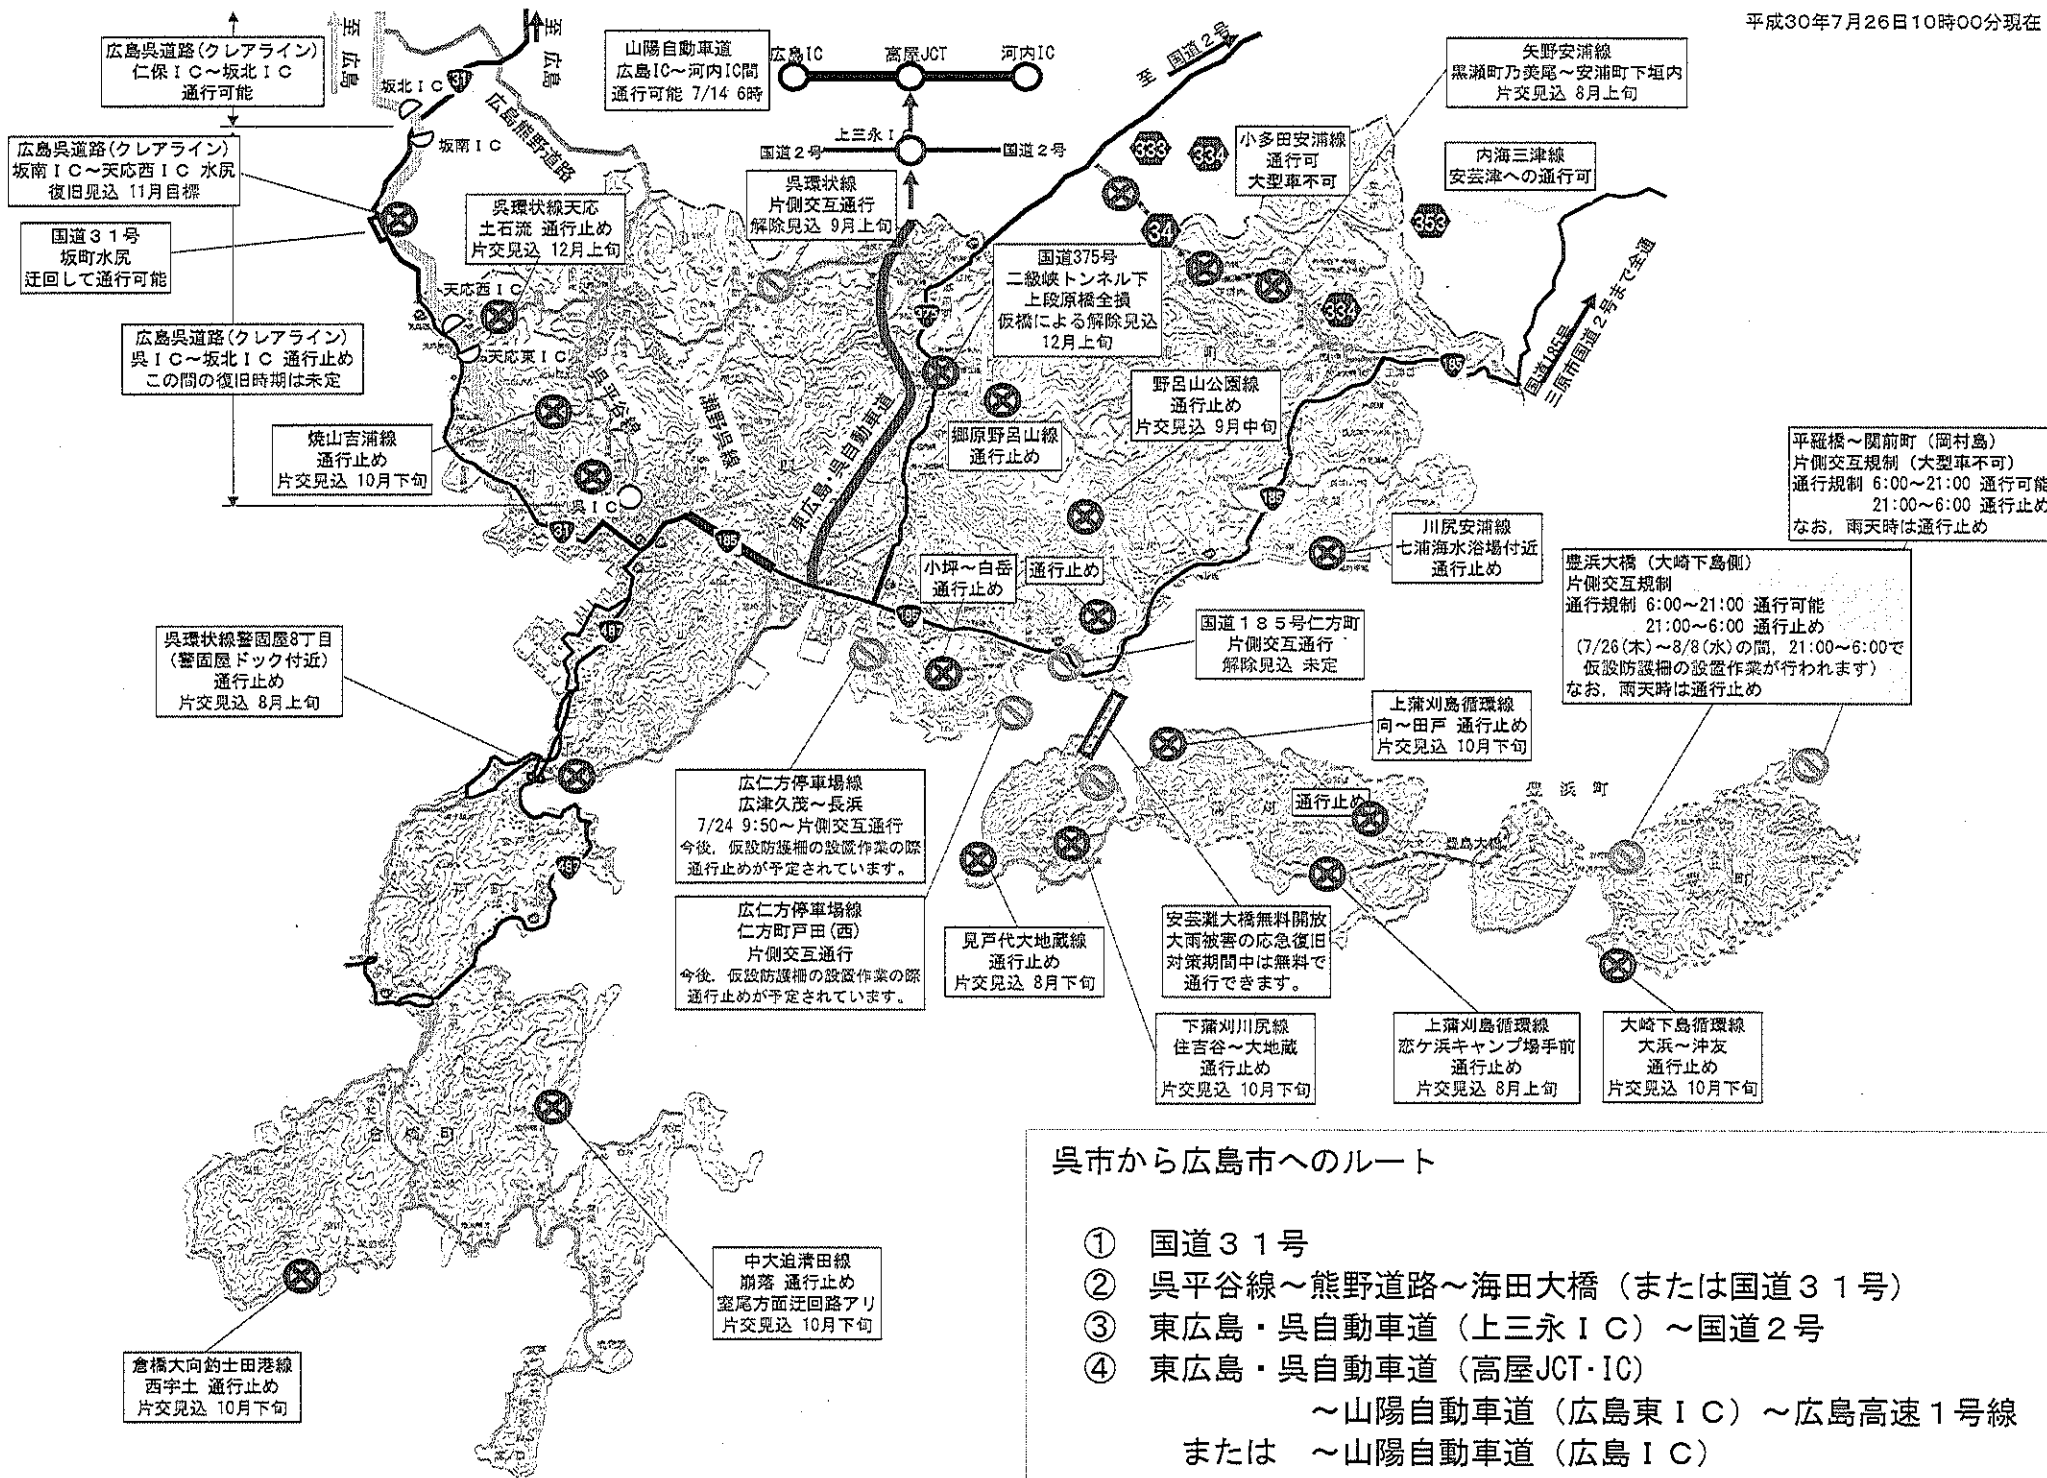 平成30年7月26日10時00分現在
広島呉道路(クレアライン)
仁保ＩＣ～坂北ＩＣ
通行可能
至 広島
至 広島
31
坂北ＩＣ
坂南ＩＣ
広島熊野道路
山陽自動車道
広島IC～河内IC間
通行可能 7/14 6時
広島IC
高屋JCT
河内IC
上三永ＩＣ
国道2号
国道2号
至 国道2号
矢野安浦線
黒瀬町乃美尾～安浦町下垣内
片交見込 8月上旬
333
334
小多田安浦線
通行可
大型車不可
内海三津線
安芸津への通行可
353
34
334
広島呉道路(クレアライン)
坂南ＩＣ～天応西ＩＣ 水尻
復旧見込 11月目標
国道３１号
坂町水尻
迂回して通行可能
呉環状線天応
土石流 通行止め
片交見込 12月上旬
呉環状線
片側交互通行
解除見込 9月上旬
国道375号
二級峡トンネル下
上段原橋全損
仮橋による解除見込
12月上旬
375
天応西ＩＣ
天応東ＩＣ
広島呉道路(クレアライン)
呉ＩＣ～坂北ＩＣ 通行止め
この間の復旧時期は未定
呉平谷線
瀬野呉線
東広島・呉自動車道
野呂山公園線
通行止め
片交見込 9月中旬
185
国道185号
三原市国道2号まで全通
焼山吉浦線
通行止め
片交見込 10月下旬
郷原野呂山線
通行止め
呉ＩＣ
31
185
185
平羅橋～関前町（岡村島）
片側交互規制（大型車不可）
通行規制 6:00～21:00 通行可能
21:00～6:00 通行止め
なお，雨天時は通行止め
川尻安浦線
七浦海水浴場付近
通行止め
小坪～白岳
通行止め
通行止め
185
豊浜大橋（大崎下島側）
片側交互規制
通行規制 6:00～21:00 通行可能
21:00～6:00 通行止め
(7/26(木)～8/8(水)の間，21:00～6:00で
仮設防護柵の設置作業が行われます)
なお，雨天時は通行止め
国道１８５号仁方町
片側交互通行
解除見込 未定
487
呉環状線警固屋8丁目
(警固屋ドック付近)
通行止め
片交見込 8月上旬
上蒲刈島循環線
向～田戸 通行止め
片交見込 10月下旬
広仁方停車場線
広津久茂～長浜
7/24 9:50～片側交互通行
今後，仮設防護柵の設置作業の際
通行止めが予定されています。
通行止め
豊浜町
豊島大橋
豊町
487
広仁方停車場線
仁方町戸田(西)
片側交互通行
今後，仮設防護柵の設置作業の際
通行止めが予定されています。
見戸代大地蔵線
通行止め
片交見込 8月下旬
安芸灘大橋無料開放
大雨被害の応急復旧
対策期間中は無料で
通行できます。
下蒲刈川尻線
住吉谷～大地蔵
通行止め
片交見込 10月下旬
上蒲刈島循環線
恋ケ浜キャンプ場手前
通行止め
片交見込 8月上旬
大崎下島循環線
大浜～沖友
通行止め
片交見込 10月下旬
倉橋町
中大迫清田線
崩落 通行止め
室尾方面迂回路アリ
片交見込 10月下旬
倉橋大向釣士田港線
西宇土 通行止め
片交見込 10月下旬
呉市から広島市へのルート
① 国道３１号
② 呉平谷線～熊野道路～海田大橋（または国道３１号）
③ 東広島・呉自動車道（上三永ＩＣ）～国道２号
④ 東広島・呉自動車道（高屋JCT・IC）
～山陽自動車道（広島東ＩＣ）～広島高速１号線
または ～山陽自動車道（広島ＩＣ）